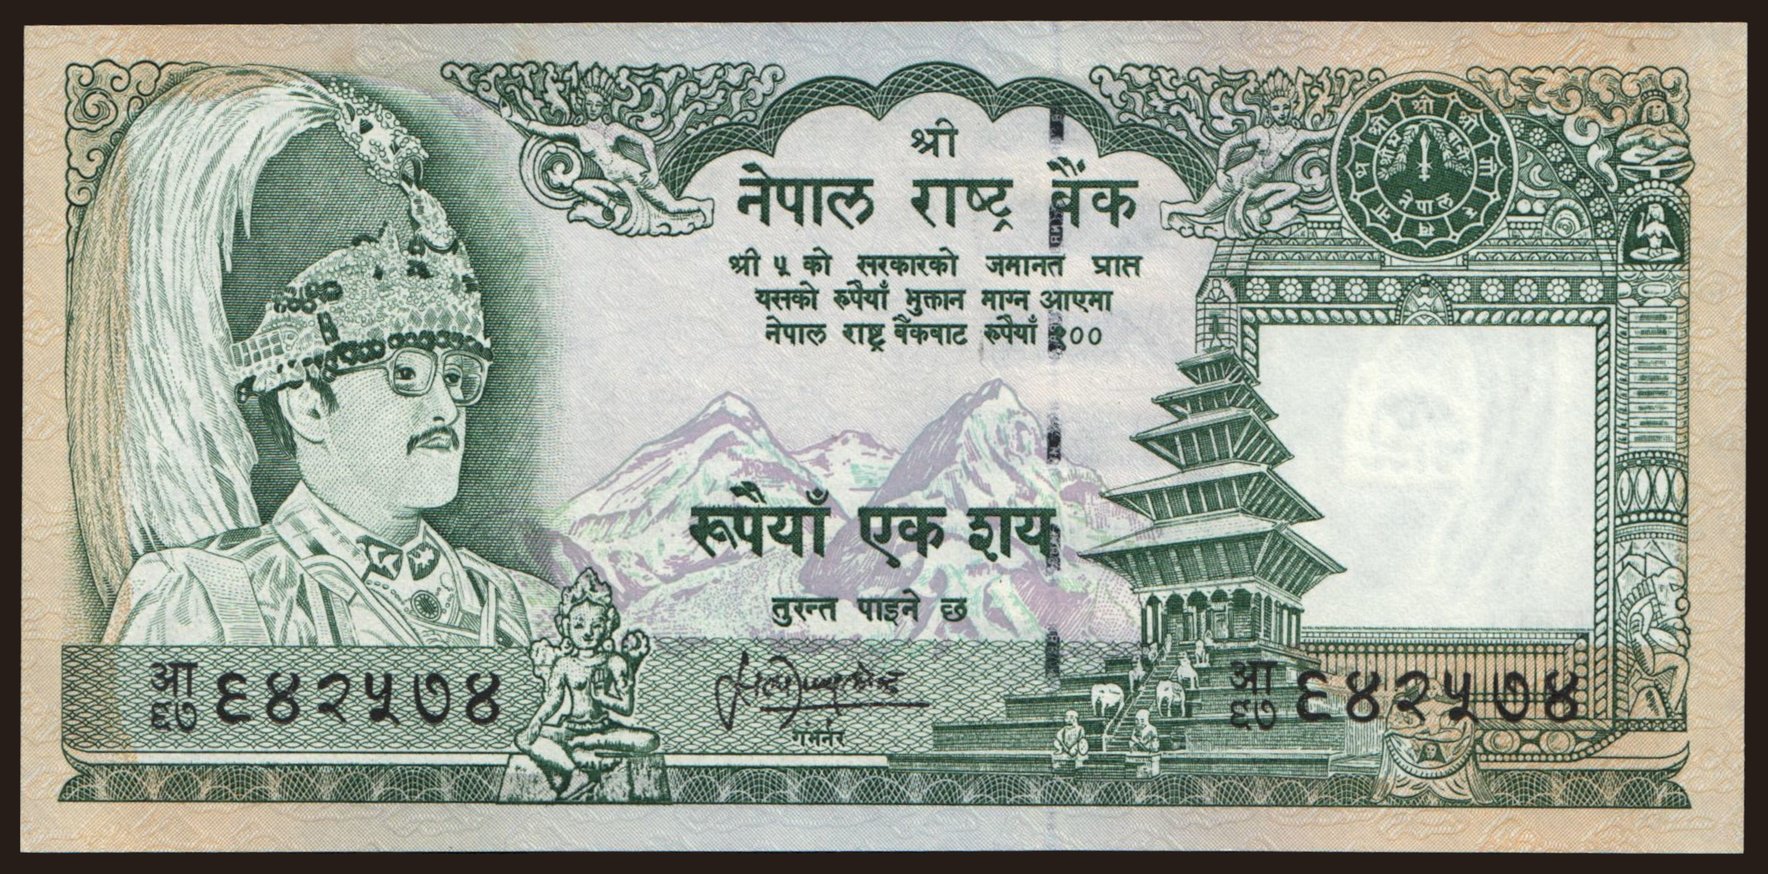 श्री
नेपाल राष्ट्र बैंक
श्री ५ को सरकारको जमानत प्राप्त
यसको रुपैयाँ भुक्तान माग्न आएमा
नेपाल राष्ट्र बैंकबाट रुपैयाँ १००
रूपैयाँ एक शय
तुरन्त पाइने छ
गभर्नर
आ
६७ ६४२५७४
आ
६७ ६४२५७४
नेपाल